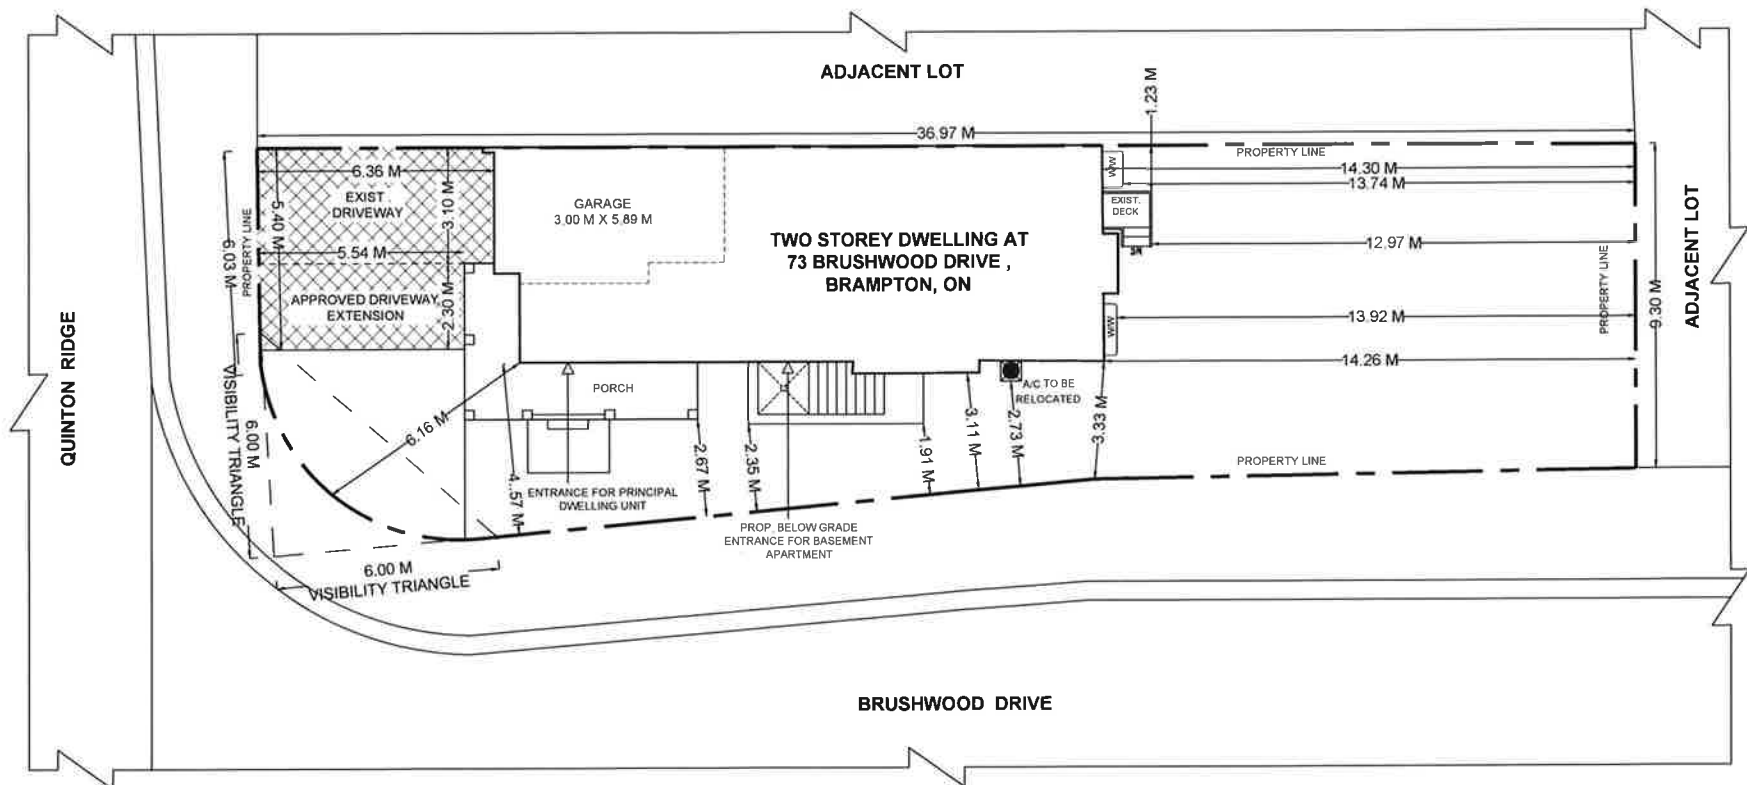 ADJACENT LOT
1.23 M
36.97 M
PROPERTY LINE
14.30 M
13.74 M
W/W
EXIST.
DECK
SN
12.97 M
6.36 M
EXIST.
DRIVEWAY
3.10 M
5.40 M
5.54 M
6.03 M
PROPERTY LINE
APPROVED DRIVEWAY
EXTENSION
2.30 M
GARAGE
3.00 M X 5.89 M
TWO STOREY DWELLING AT
73 BRUSHWOOD DRIVE ,
BRAMPTON, ON
PROPERTY LINE
9.30 M
ADJACENT LOT
13.92 M
W/W
14.26 M
QUINTON RIDGE
VISIBILITY TRIANGLE
6.00 M
6.16 M
PORCH
A/C TO BE
RELOCATED
4..57 M
2.67 M
2.35 M
1.91 M
3.11 M
2.73 M
3.33 M
PROPERTY LINE
ENTRANCE FOR PRINCIPAL
DWELLING UNIT
PROP. BELOW GRADE
ENTRANCE FOR BASEMENT
APARTMENT
6.00 M
VISIBILITY TRIANGLE
BRUSHWOOD DRIVE